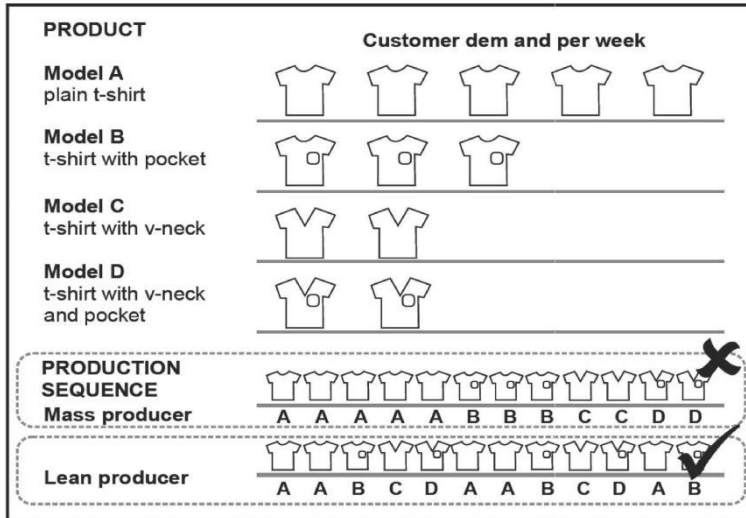 PRODUCT
Customer dem and per week
Model A
plain t-shirt
Model B
t-shirt with pocket
Model C
t-shirt with v-neck
Model D
t-shirt with v-neck
and pocket
PRODUCTION
SEQUENCE
Mass producer A A A A A B B B C C D D
Lean producer
A A B C D A A B C D A B